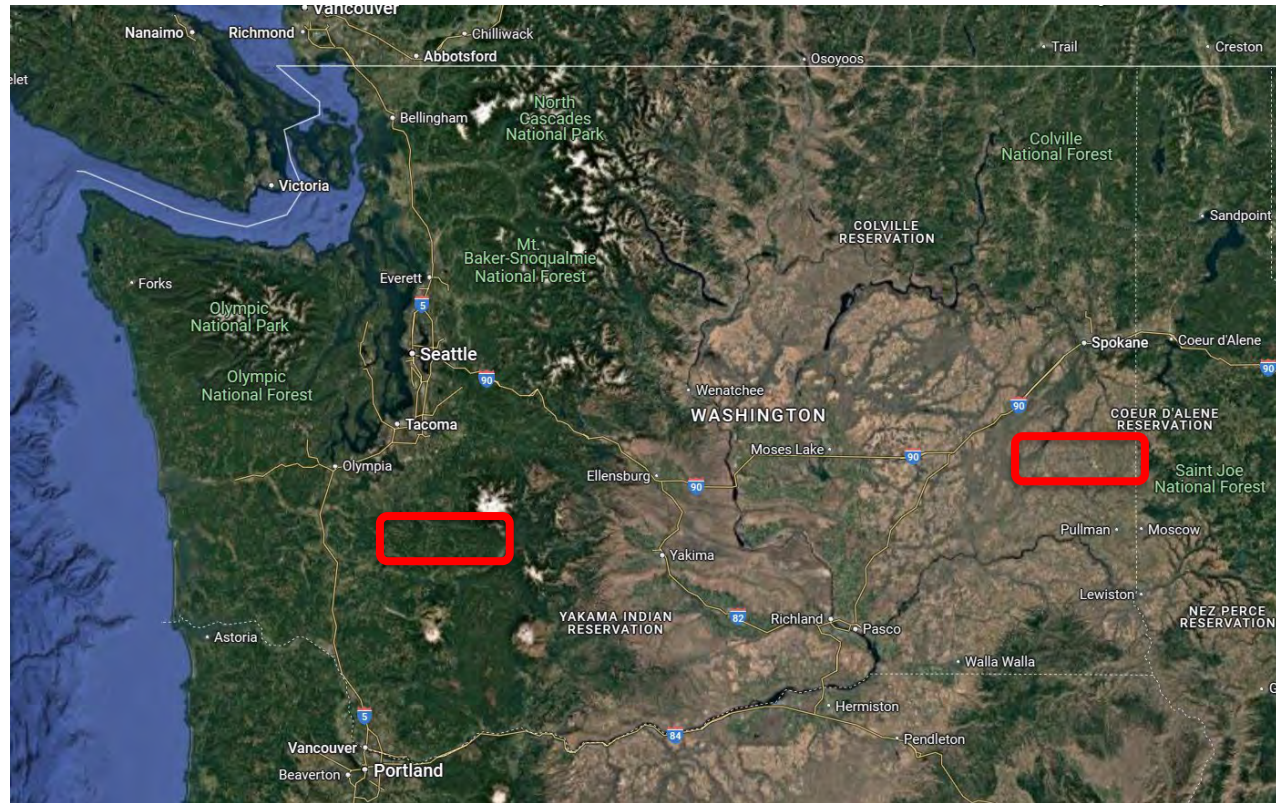 Vancouver
Nanaimo
Richmond
Chilliwack
Abbotsford
Osoyoos
Trail
Creston
elet
North
Cascades
National Park
Bellingham
Colville
National Forest
Victoria
Sandpoint
COLVILLE
RESERVATION
Mt.
Baker-Snoqualmie
National Forest
Everett
Forks
5
Olympic
National Park
Seattle
Spokane
Coeur d'Alene
90
90
Olympic
National Forest
Wenatchee
90
WASHINGTON
COEUR D'ALENE
RESERVATION
Tacoma
Moses Lake
90
Olympia
Ellensburg
90
Saint Joe
National Forest
Pullman
Moscow
Yakima
Lewiston
YAKAMA INDIAN
RESERVATION
82
Richland
Pasco
NEZ PERCE
RESERVATION
Astoria
Walla Walla
G
Hermiston
5
84
Pendleton
Vancouver
Beaverton
Portland